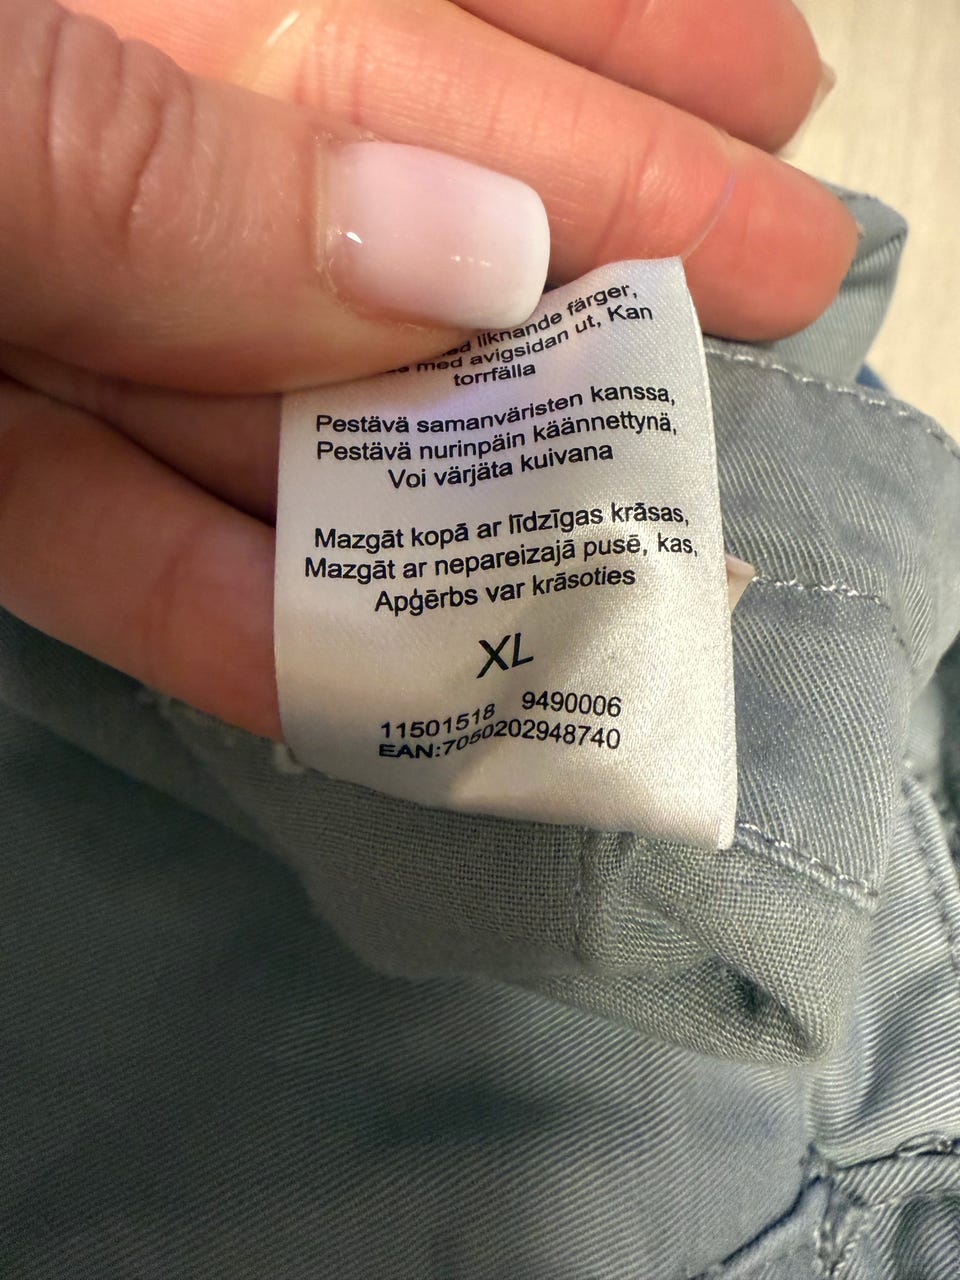 liknande färger,
med avigsidan ut, Kan
torrfälla
Pestävä samanväristen kanssa,
Pestävä nurinpäin käännettynä,
Voi värjäta kuivana
Mazgāt kopā ar līdzīgas krāsas,
Mazgāt ar nepareizajā pusē, kas,
Apģērbs var krāsoties
XL
11501518 9490006
EAN:7050202948740